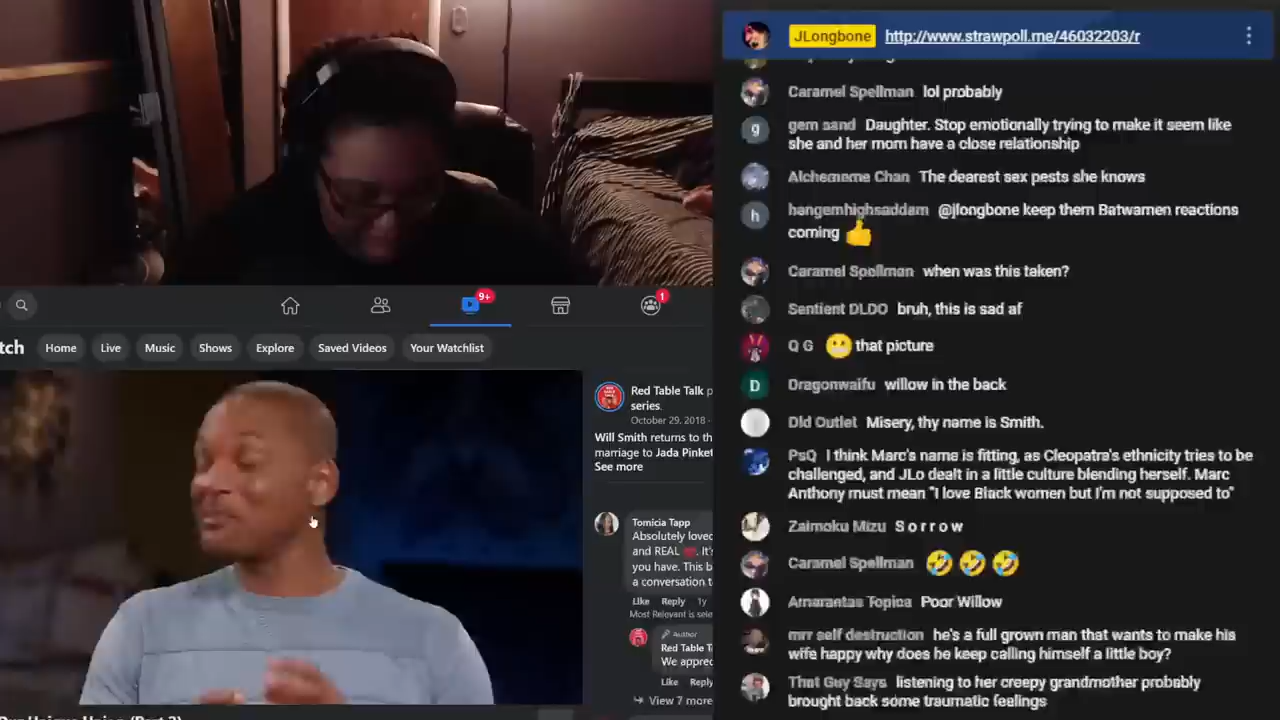 JLongbone http://www.strawpoll.me/46032203/r
Caramel Spellman lol probably
gem sand Daughter. Stop emotionally trying to make it seem like
she and her mom have a close relationship
Alchememe Chan The dearest sex pests she knows
hangemhighsaddam @jlongbone keep them Batwamen reactions
coming 👍
Caramel Spellman when was this taken?
Sentient DLDO bruh, this is sad af
Q G 😬 that picture
Dragonwaifu willow in the back
Dld Outlet Misery, thy name is Smith.
PsQ I think Marc's name is fitting, as Cleopatra's ethnicity tries to be
challenged, and JLo dealt in a little culture blending herself. Marc
Anthony must mean "I love Black women but I'm not supposed to"
Zaimoku Mizu S o r r o w
Caramel Spellman 🤣 🤣 🤣
Amarantas Topica Poor Willow
mrr self destruction he's a full grown man that wants to make his
wife happy why does he keep calling himself a little boy?
That Guy Says listening to her creepy grandmother probably
brought back some traumatic feelings
9+
1
tch Home Live Music Shows Explore Saved Videos Your Watchlist
Red Table Talk p
series.
October 29, 2018
Will Smith returns to th
marriage to Jada Pinket
See more
Tomicia Tapp
Absolutely loved
and REAL ❤️. It's
you have. This b
a conversation t
Like Reply 1y
Most Relevant is sele
Author
Red Table T
We apprec
Like Reply
View 7 more